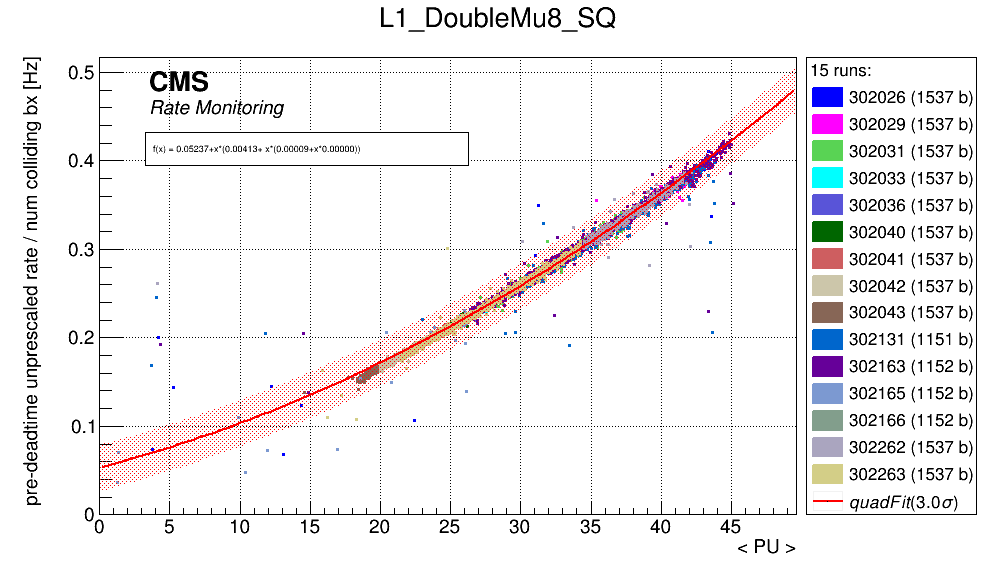 L1_DoubleMu8_SQ
pre-deadtime unprescaled rate / num colliding bx [Hz]
0.5
0.4
0.3
0.2
0.1
0
CMS
Rate Monitoring
f(x) = 0.05237+x*(0.00413+ x*(0.00009+x*0.00000))
0 5 10 15 20 25 30 35 40 45
< PU >
15 runs:
302026 (1537 b)
302029 (1537 b)
302031 (1537 b)
302033 (1537 b)
302036 (1537 b)
302040 (1537 b)
302041 (1537 b)
302042 (1537 b)
302043 (1537 b)
302131 (1151 b)
302163 (1152 b)
302165 (1152 b)
302166 (1152 b)
302262 (1537 b)
302263 (1537 b)
quadFit(3.0σ)